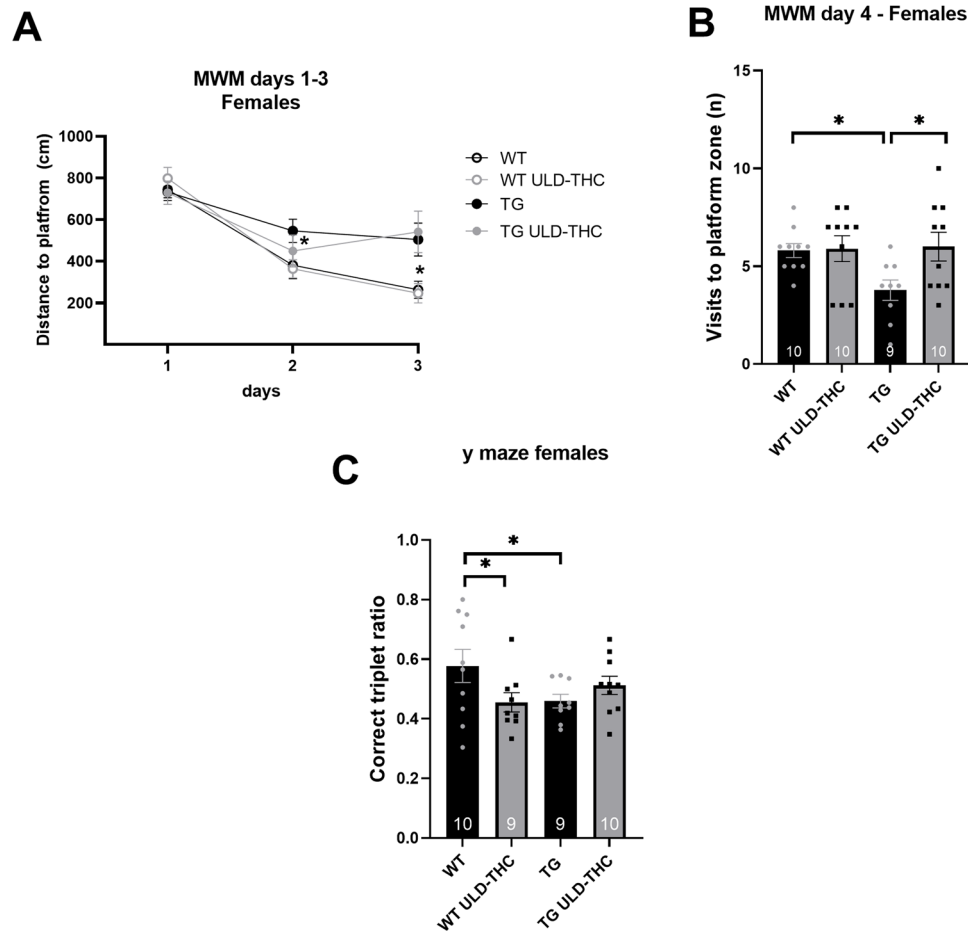 A
MWM days 1-3
Females
1000
800
600
400
200
Distance to platfrom (cm)
*
*
1
2
3
days
WT
WT ULD-THC
TG
TG ULD-THC
B
MWM day 4 - Females
15
10
5
0
Visits to platform zone (n)
*
*
10
10
9
10
WT
WT ULD-THC
TG
TG ULD-THC
C
y maze females
1.0
0.8
0.6
0.4
0.2
0.0
Correct triplet ratio
*
*
10
9
9
10
WT
WT ULD-THC
TG
TG ULD-THC